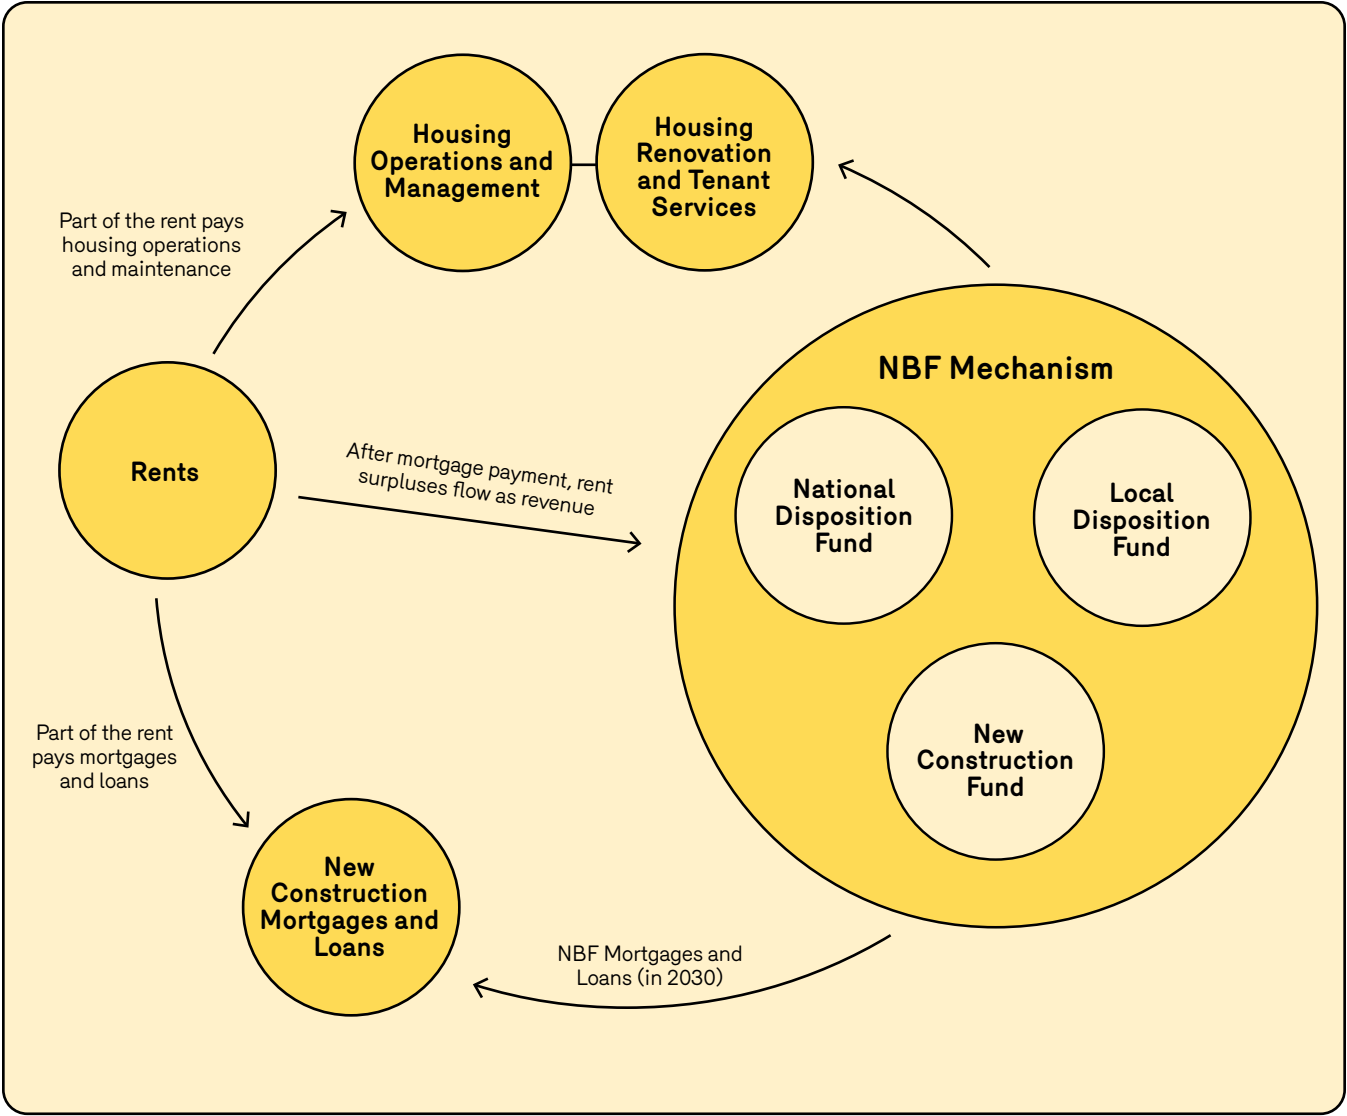 Housing
Operations and
Management
Housing
Renovation
and Tenant
Services
Part of the rent pays
housing operations
and maintenance
NBF Mechanism
Rents
After mortgage payment, rent
surpluses flow as revenue
National
Disposition
Fund
Local
Disposition
Fund
New
Construction
Fund
Part of the rent
pays mortgages
and loans
New
Construction
Mortgages and
Loans
NBF Mortgages and
Loans (in 2030)